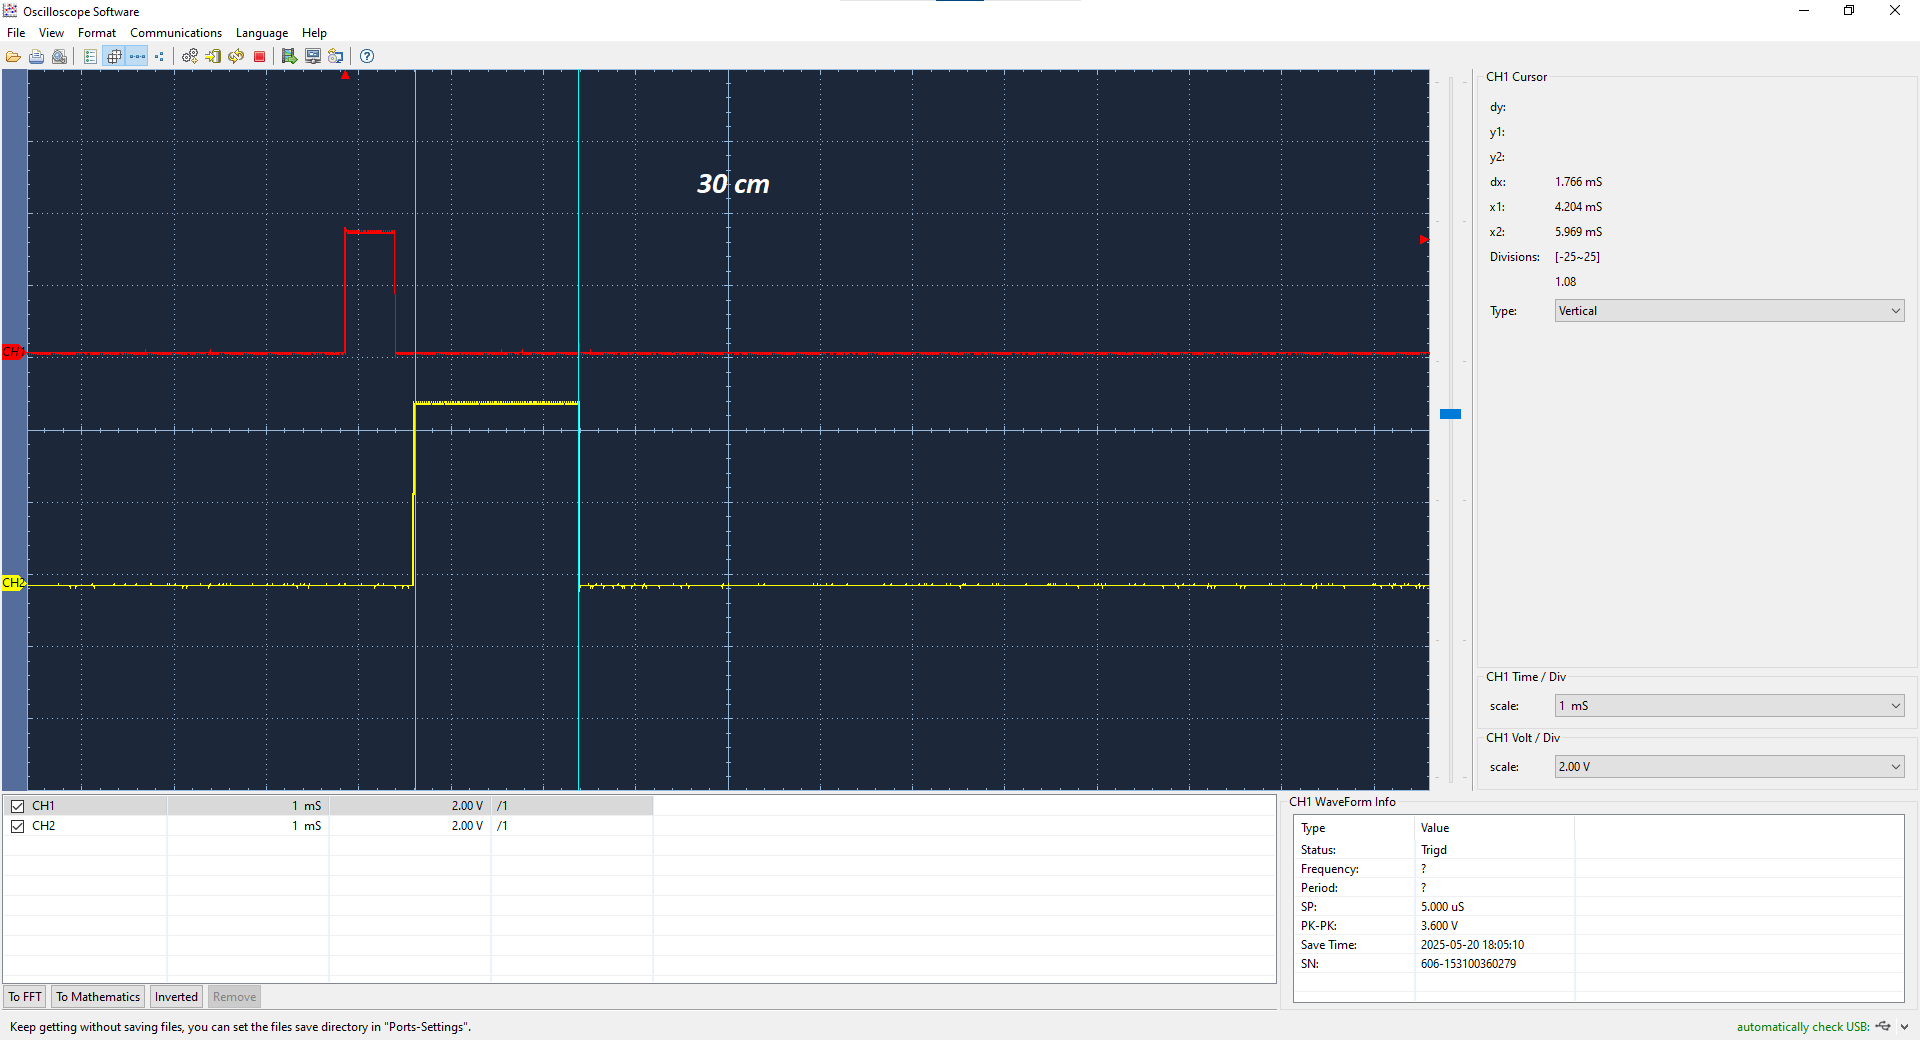 Oscilloscope Software
File View Format Communications Language Help
30 cm
CH1
CH2
CH1 Cursor
dy:
y1:
y2:
dx: 1.766 mS
x1: 4.204 mS
x2: 5.969 mS
Divisions: [-25~25]
1.08
Type: Vertical
CH1 Time / Div
scale: 1 mS
CH1 Volt / Div
scale: 2.00 V
CH1 1 mS 2.00 V /1
CH2 1 mS 2.00 V /1
CH1 WaveForm Info
Type Value
Status: Trigd
Frequency: ?
Period: ?
SP: 5.000 uS
PK-PK: 3.600 V
Save Time: 2025-05-20 18:05:10
SN: 606-153100360279
To FFT To Mathematics Inverted Remove
Keep getting without saving files, you can set the files save directory in "Ports-Settings".
automatically check USB: